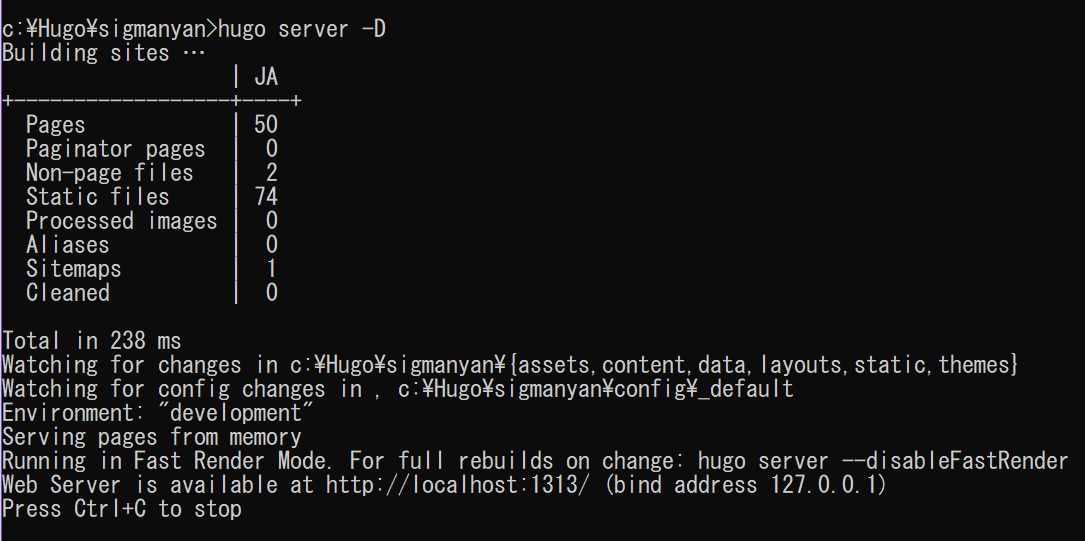 c:¥Hugo¥sigmanyan>hugo server -D
Building sites …
                   | JA
+------------------+----+
  Pages            | 50
  Paginator pages  |  0
  Non-page files   |  2
  Static files     | 74
  Processed images |  0
  Aliases          |  0
  Sitemaps         |  1
  Cleaned          |  0

Total in 238 ms
Watching for changes in c:¥Hugo¥sigmanyan¥{assets,content,data,layouts,static,themes}
Watching for config changes in , c:¥Hugo¥sigmanyan¥config¥_default
Environment: "development"
Serving pages from memory
Running in Fast Render Mode. For full rebuilds on change: hugo server --disableFastRender
Web Server is available at http://localhost:1313/ (bind address 127.0.0.1)
Press Ctrl+C to stop